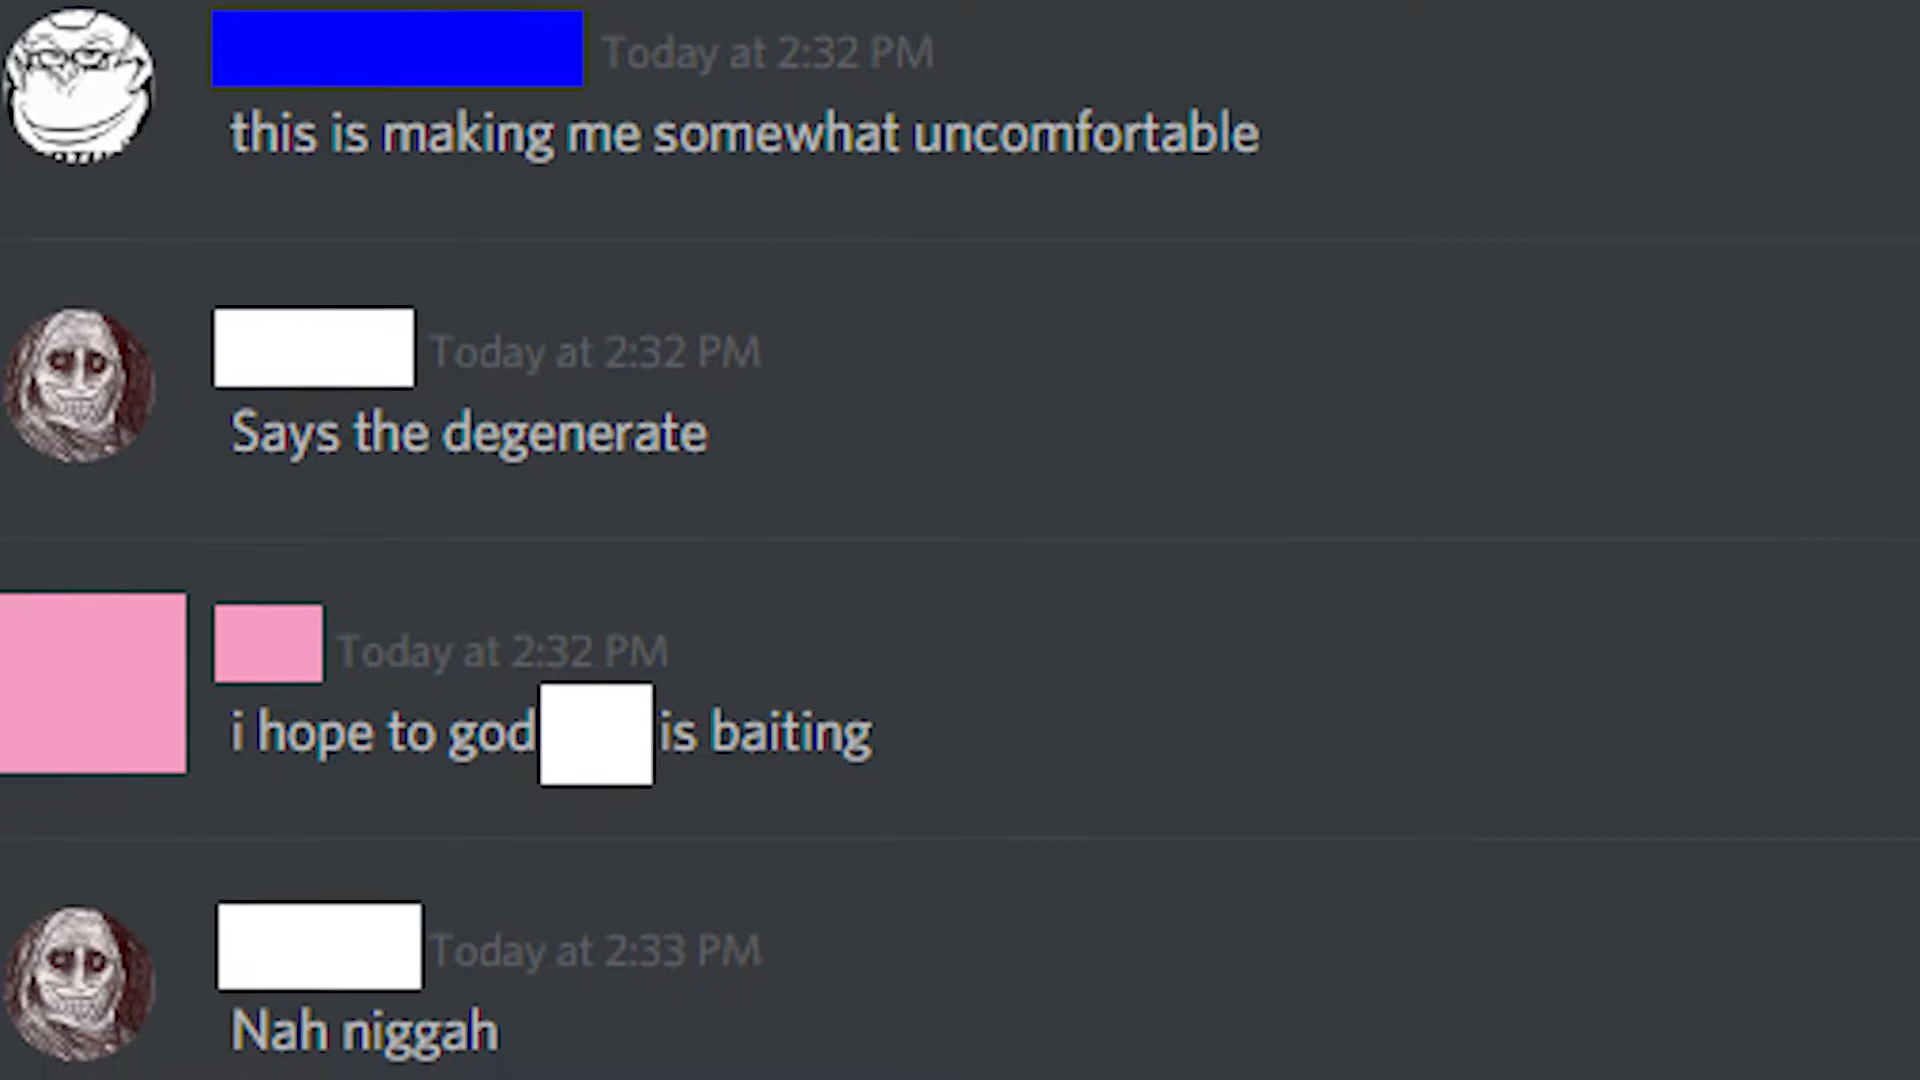 Today at 2:32 PM
this is making me somewhat uncomfortable
Today at 2:32 PM
Says the degenerate
Today at 2:32 PM
i hope to god is baiting
Today at 2:33 PM
Nah niggah